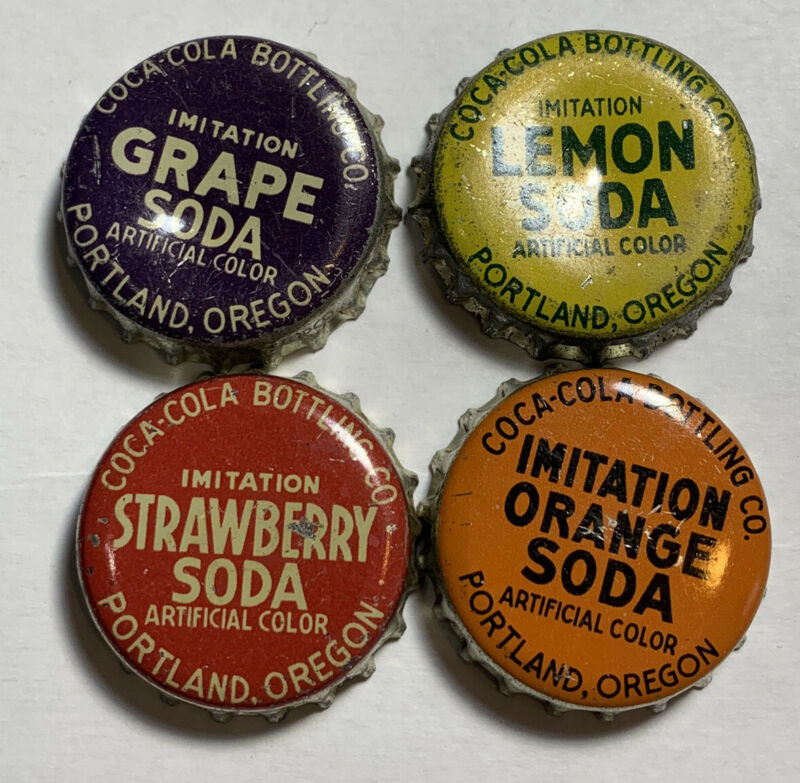 COCA-COLA BOTTLING CO.
IMITATION
GRAPE
SODA
ARTIFICIAL COLOR
PORTLAND, OREGON
COCA-COLA BOTTLING CO.
IMITATION
LEMON
SODA
ARTIFICIAL COLOR
PORTLAND, OREGON
COCA-COLA BOTTLING CO
IMITATION
STRAWBERRY
SODA
ARTIFICIAL COLOR
PORTLAND, OREGON
COCA-COLA BOTTLING CO.
IMITATION
ORANGE
SODA
ARTIFICIAL COLOR
PORTLAND, OREGON